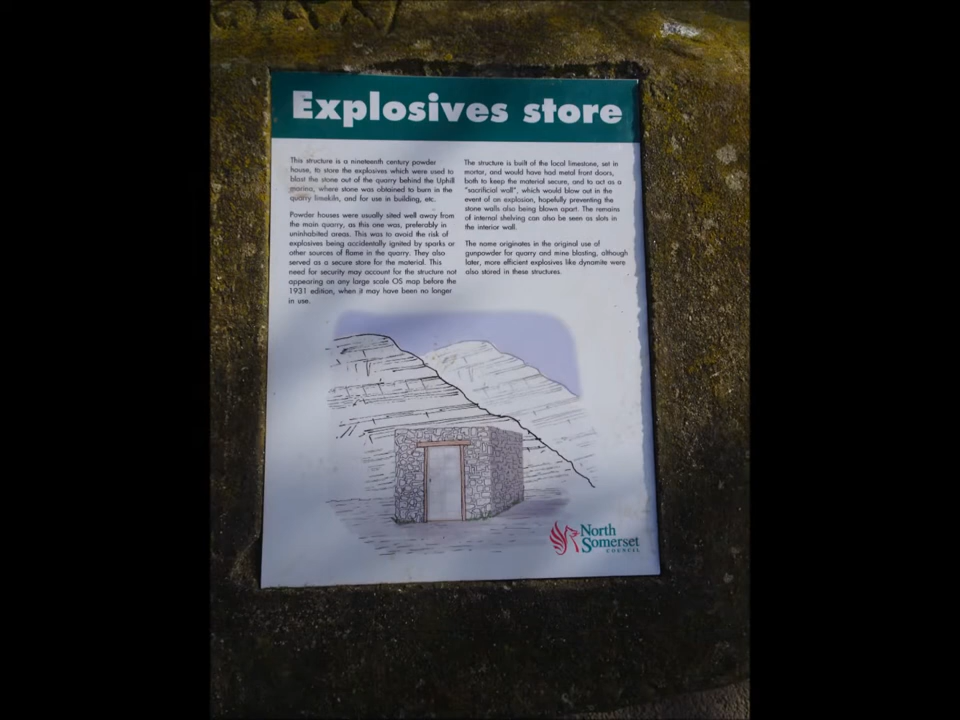 Explosives store
This structure is a nineteenth century powder
house, to store the explosives which were used to
blast the stone out of the quarry behind the Uphill
marina, where stone was obtained to burn in the
quarry limekiln, and for use in building, etc.
Powder houses were usually sited well away from
the main quarry, as this one was, preferably in
uninhabited areas. This was to avoid the risk of
explosives being accidentally ignited by sparks or
other sources of flame in the quarry. They also
served as a secure store for the material. This
need for security may account for the structure not
appearing on any large scale OS map before the
1931 edition, when it may have been no longer
in use.
The structure is built of the local limestone, set in
mortar, and would have had metal front doors,
both to keep the material secure, and to act as a
"sacrificial wall", which would blow out in the
event of an explosion, hopefully preventing the
stone walls also being blown apart. The remains
of internal shelving can also be seen as slots in
the interior wall.
The name originates in the original use of
gunpowder for quarry and mine blasting, although
later, more efficient explosives like dynamite were
also stored in these structures.
North
Somerset
COUNCIL